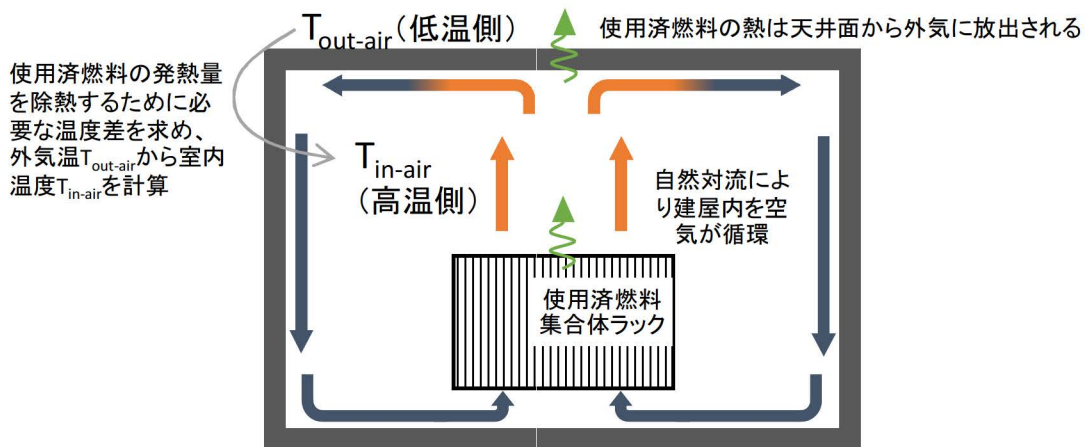 T_out-air(低温側)
使用済燃料の熱は天井面から外気に放出される
使用済燃料の発熱量
を除熱するために必
要な温度差を求め、
外気温T_out-airから室内
温度T_in-airを計算
T_in-air
(高温側)
自然対流によ
り建屋内を空
気が循環
使用済燃料
集合体ラック